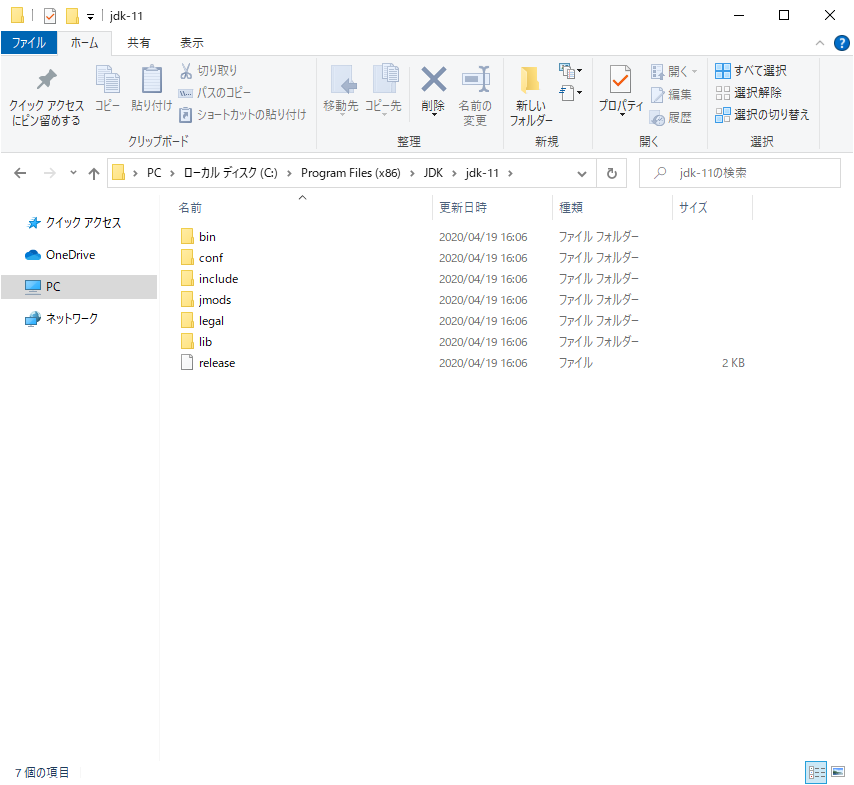 jdk-11
ファイル ホーム 共有 表示
クイック アクセス
にピン留めする
コピー
貼り付け
切り取り
パスのコピー
ショートカットの貼り付け
クリップボード
移動先
コピー先
削除
名前の
変更
整理
新しい
フォルダー
新規
プロパティ
開く
編集
履歴
開く
すべて選択
選択解除
選択の切り替え
選択
PC › ローカル ディスク (C:) › Program Files (x86) › JDK › jdk-11 ›
jdk-11の検索
クイック アクセス
OneDrive
PC
ネットワーク
名前 更新日時 種類 サイズ
bin 2020/04/19 16:06 ファイル フォルダー
conf 2020/04/19 16:06 ファイル フォルダー
include 2020/04/19 16:06 ファイル フォルダー
jmods 2020/04/19 16:06 ファイル フォルダー
legal 2020/04/19 16:06 ファイル フォルダー
lib 2020/04/19 16:06 ファイル フォルダー
release 2020/04/19 16:06 ファイル 2 KB
7 個の項目